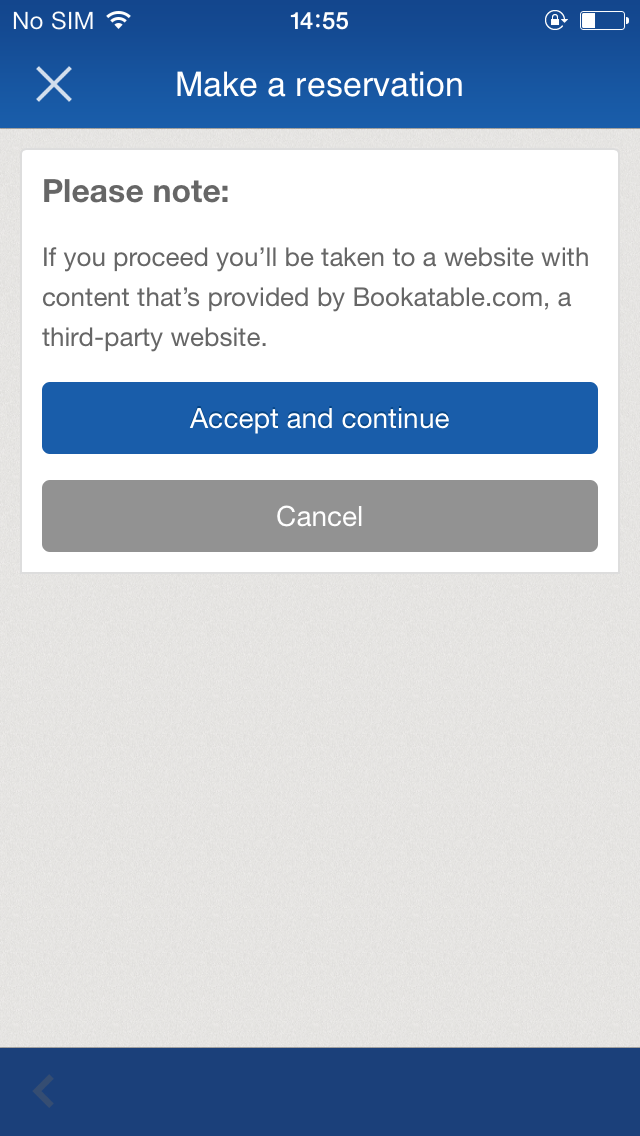 No SIM 14:55
Make a reservation
Please note:
If you proceed you’ll be taken to a website with
content that’s provided by Bookatable.com, a
third-party website.
Accept and continue
Cancel